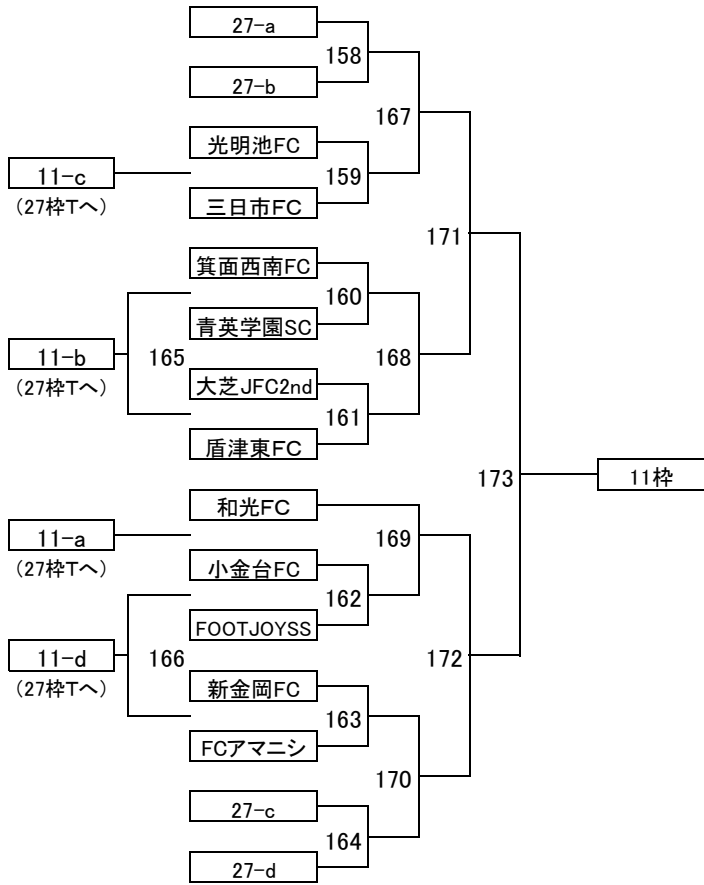 27-a
158
27-b
167
光明池FC
11-c
159
(27枠Tへ)
三日市FC
171
箕面西南FC
160
青英学園SC
11-b
165
168
(27枠Tへ)
大芝JFC2nd
161
盾津東FC
173
11枠
和光FC
11-a
169
(27枠Tへ)
小金台FC
162
FOOTJOYSS
11-d
166
172
(27枠Tへ)
新金岡FC
163
FCアマニシ
170
27-c
164
27-d